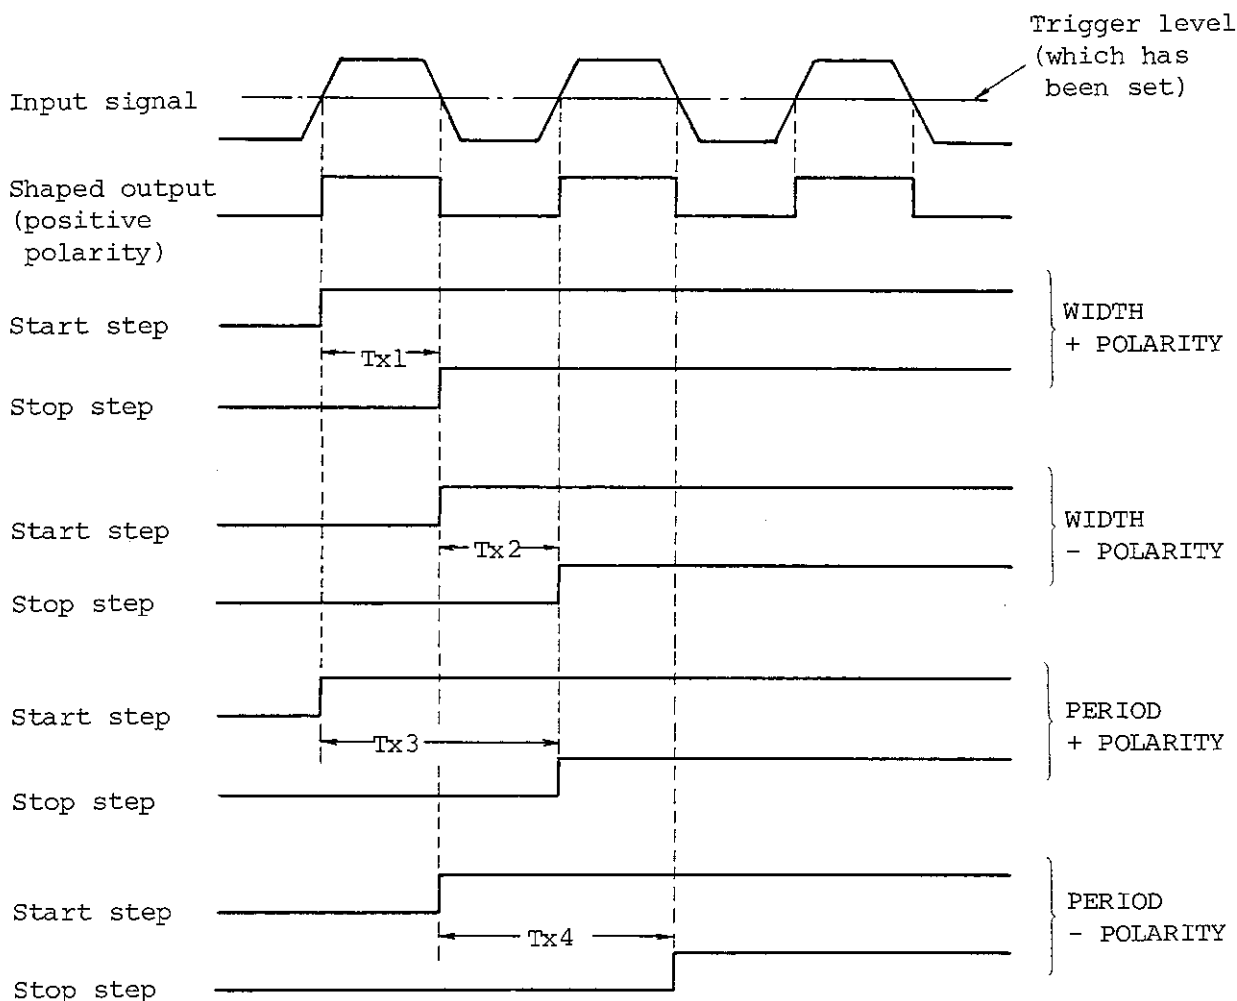 Trigger level
(which has
been set)
Input signal
Shaped output
(positive
polarity)
Start step
Tx1
Stop step
WIDTH
+ POLARITY
Start step
Tx2
Stop step
WIDTH
- POLARITY
Start step
Tx3
Stop step
PERIOD
+ POLARITY
Start step
Tx4
Stop step
PERIOD
- POLARITY